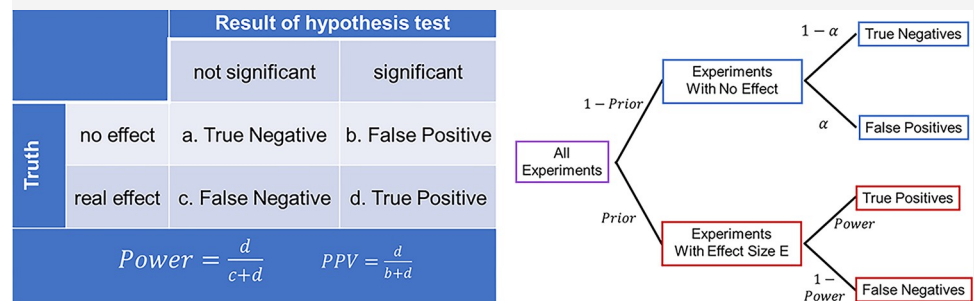 Result of hypothesis test
not significant
significant
Truth
no effect
a. True Negative
b. False Positive
real effect
c. False Negative
d. True Positive
Power = d/(c+d)
PPV = d/(b+d)
All
Experiments
1 − Prior
Prior
Experiments
With No Effect
1 − α
α
True Negatives
False Positives
Experiments
With Effect Size E
Power
1−
Power
True Positives
False Negatives